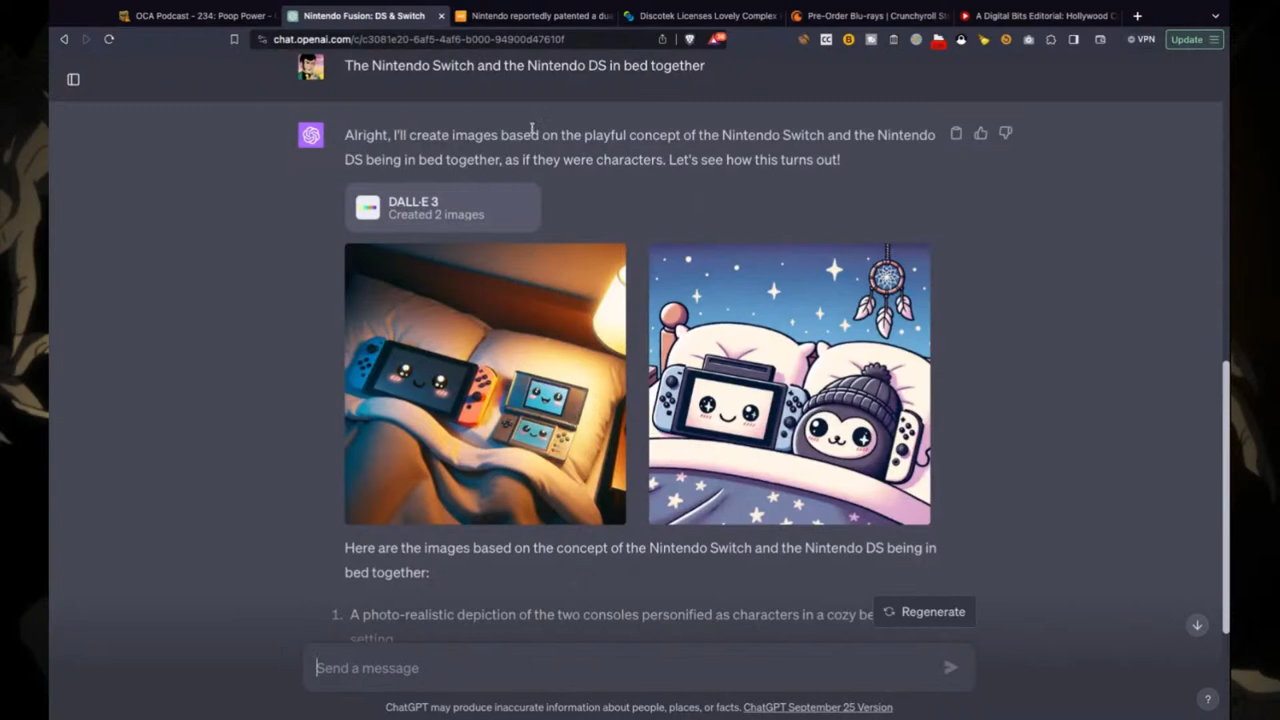 OCA Podcast - 234: Poop Power -
Nintendo Fusion: DS & Switch
Nintendo reportedly patented a dua
Discotek Licenses Lovely Complex
Pre-Order Blu-rays | Crunchyroll St
A Digital Bits Editorial: Hollywood C
chat.openai.com/c/c3081e20-6af5-4af6-b000-94900d47610f
VPN
Update
The Nintendo Switch and the Nintendo DS in bed together
Alright, I'll create images based on the playful concept of the Nintendo Switch and the Nintendo
DS being in bed together, as if they were characters. Let's see how this turns out!
DALL·E 3
Created 2 images
Here are the images based on the concept of the Nintendo Switch and the Nintendo DS being in
bed together:
1. A photo-realistic depiction of the two consoles personified as characters in a cozy be
setting
Regenerate
Send a message
ChatGPT may produce inaccurate information about people, places, or facts. ChatGPT September 25 Version
?